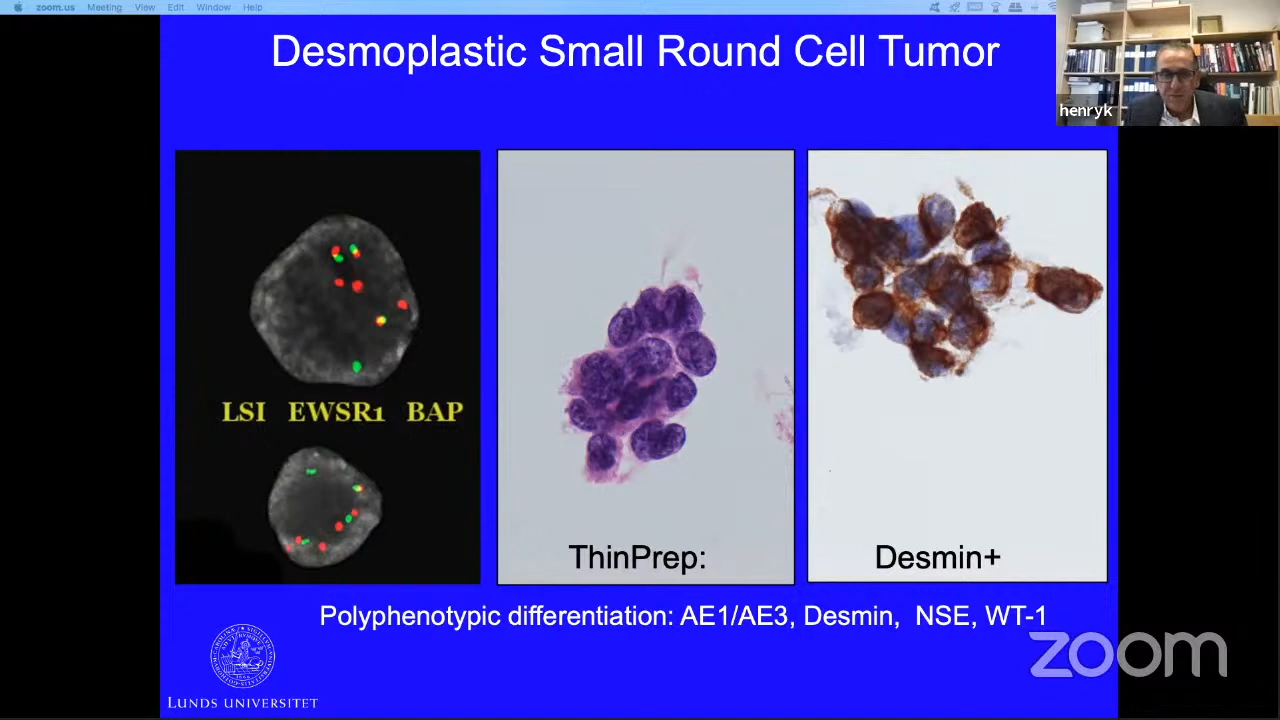 zoom.us Meeting View Edit Window Help
Desmoplastic Small Round Cell Tumor
henryk
LSI EWSR1 BAP
ThinPrep:
Desmin+
Polyphenotypic differentiation: AE1/AE3, Desmin, NSE, WT-1
zoom
LUNDS UNIVERSITET